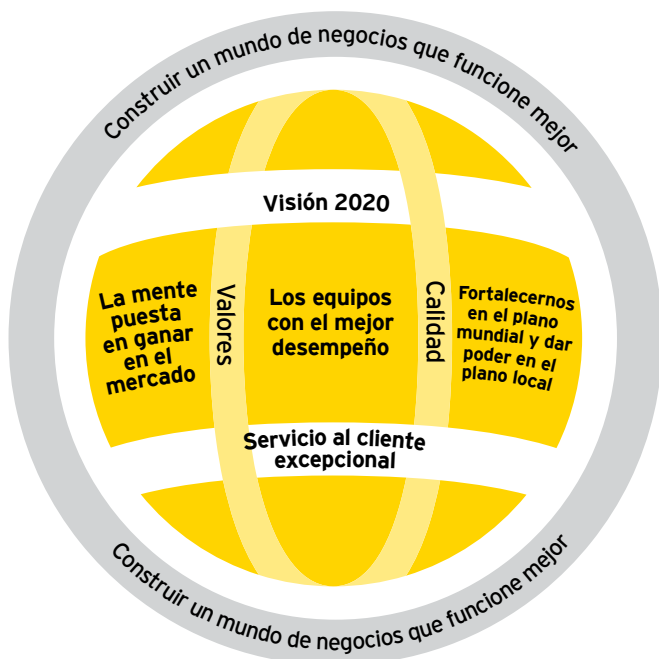 Construir un mundo de negocios que funcione mejor
Visión 2020
La mente
puesta
en ganar
en el
mercado
Valores
Los equipos
con el mejor
desempeño
Calidad
Fortalecernos
en el plano
mundial y dar
poder en el
plano local
Servicio al cliente
excepcional
Construir un mundo de negocios que funcione mejor